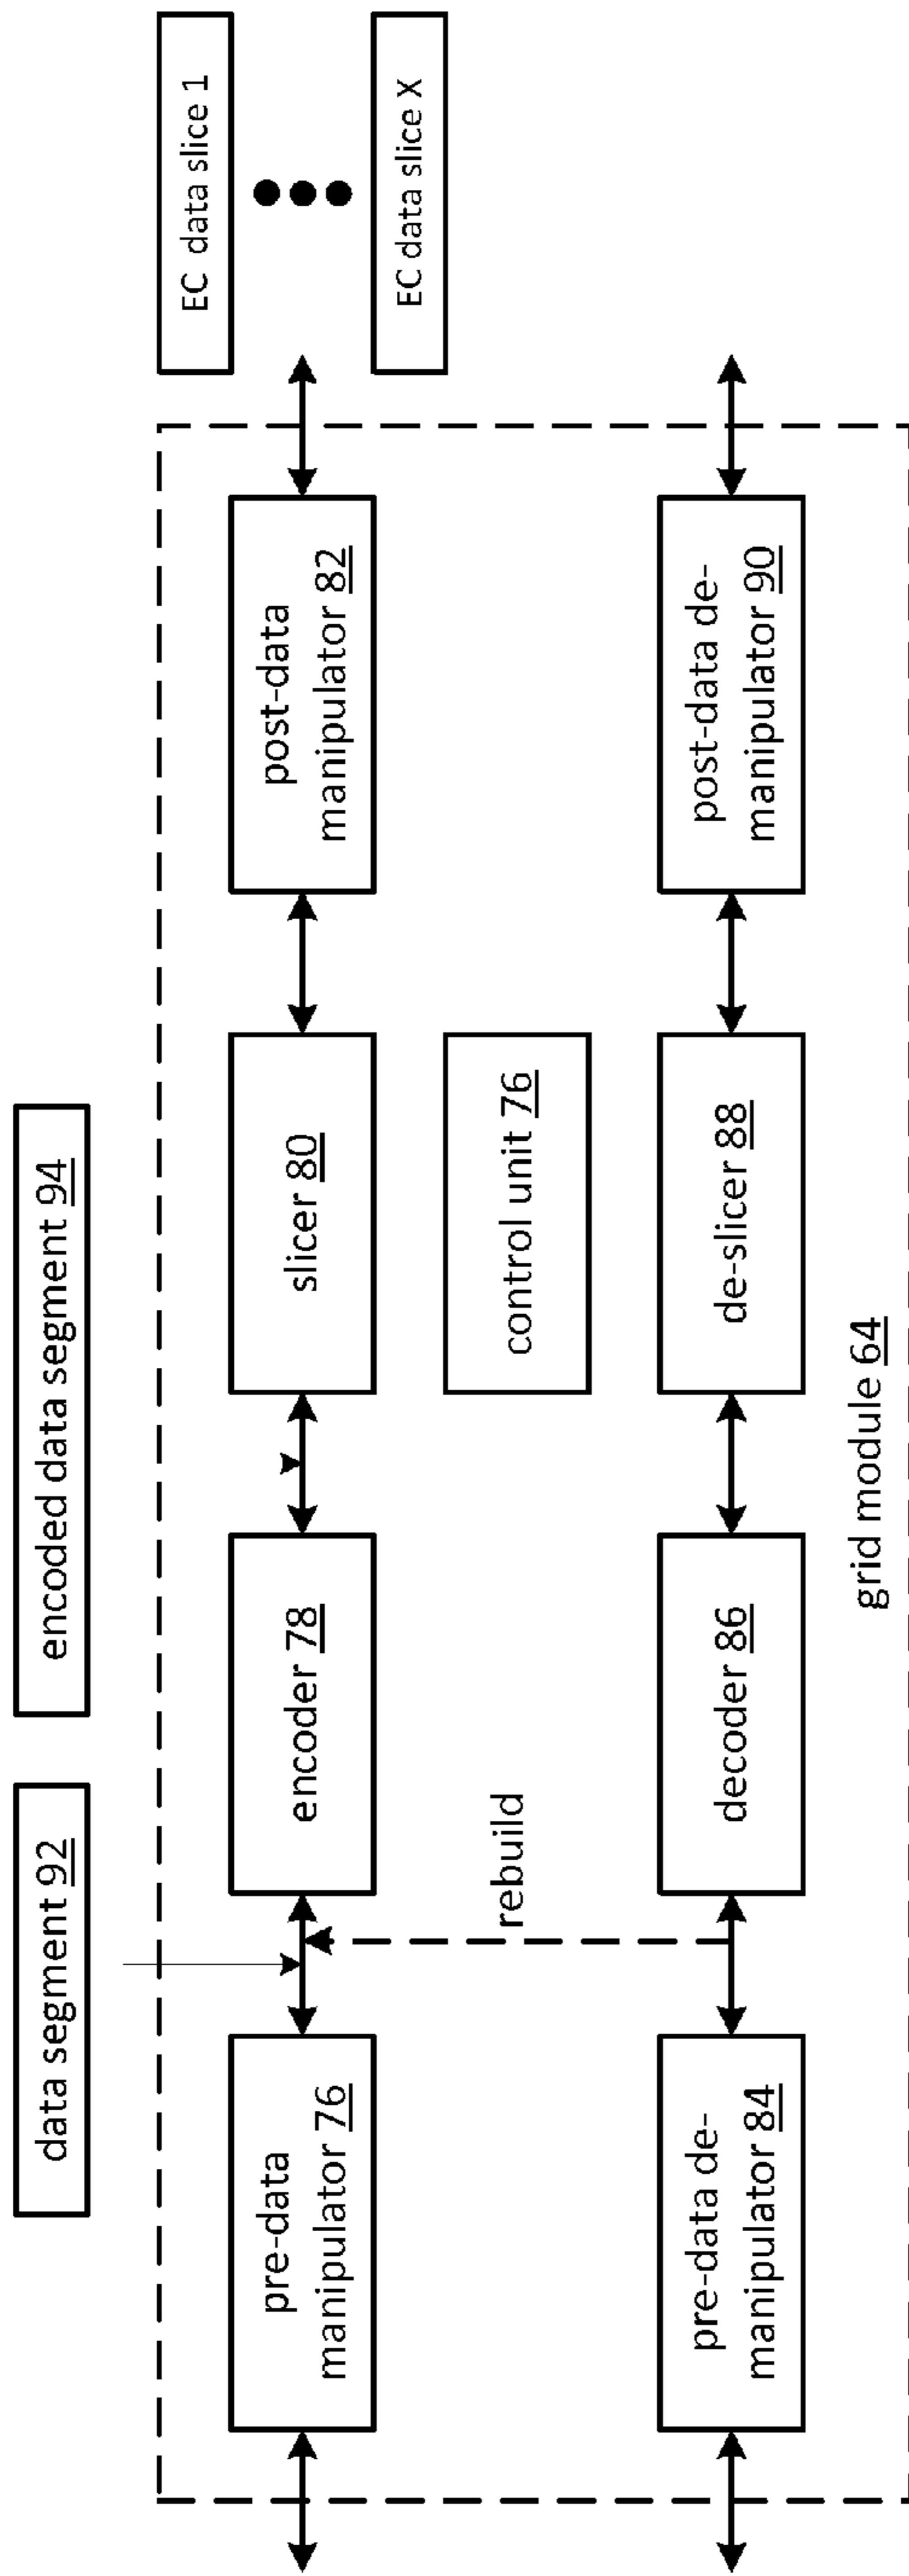 data segment 92
encoded data segment 94
EC data slice 1
EC data slice X
pre-data
manipulator 76
encoder 78
slicer 80
post-data
manipulator 82
rebuild
control unit 76
pre-data de-
manipulator 84
decoder 86
de-slicer 88
post-data de-
manipulator 90
grid module 64